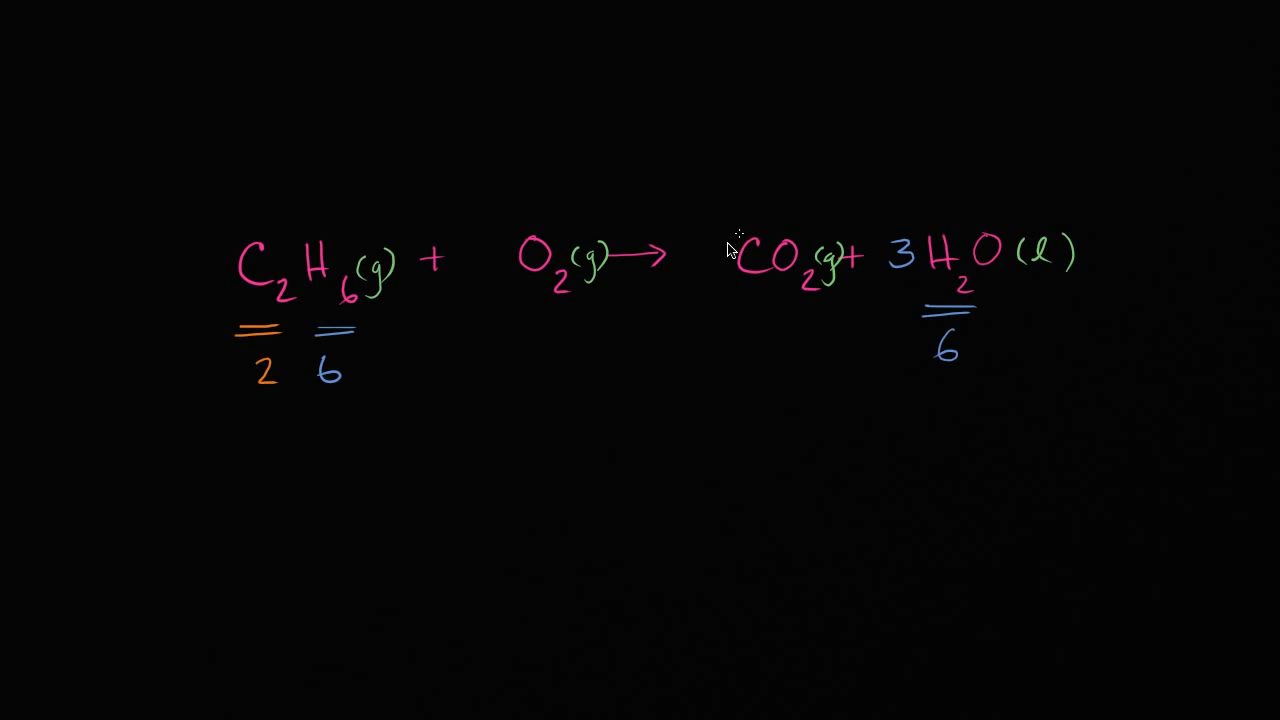 C₂H₆(g) + O₂(g) → CO₂(g) + 3H₂O(l)
2 6 6